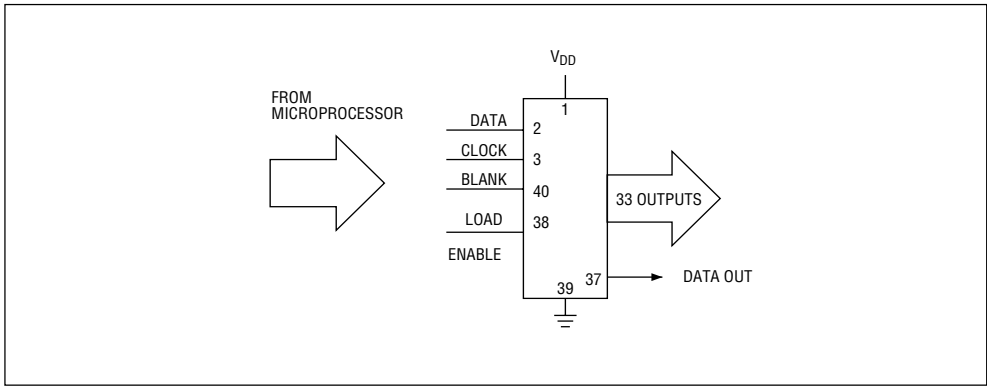 V_DD
FROM
MICROPROCESSOR
1
DATA
2
CLOCK
3
BLANK
40
33 OUTPUTS
LOAD
38
ENABLE
37
DATA OUT
39